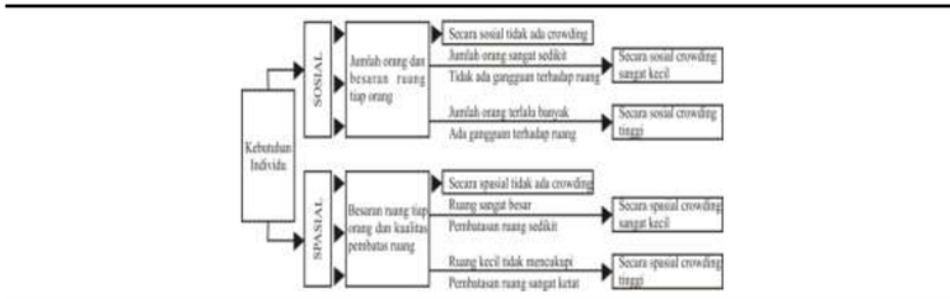 Kebutuhan
Individu
SOSIAL
Jumlah orang dan
besaran ruang
tiap orang
Secara sosial tidak ada crowding
Jumlah orang sangat sedikit
Tidak ada gangguan terhadap ruang
Secara sosial crowding
sangat kecil
Jumlah orang terlalu banyak
Ada gangguan terhadap ruang
Secara sosial crowding
tinggi
SPASIAL
Besaran ruang tiap
orang dan kualitas
pembatas ruang
Secara spasial tidak ada crowding
Ruang sangat besar
Pembatasan ruang sedikit
Secara spasial crowding
sangat kecil
Ruang kecil tidak mencakupi
Pembatasan ruang sangat ketat
Secara spasial crowding
tinggi